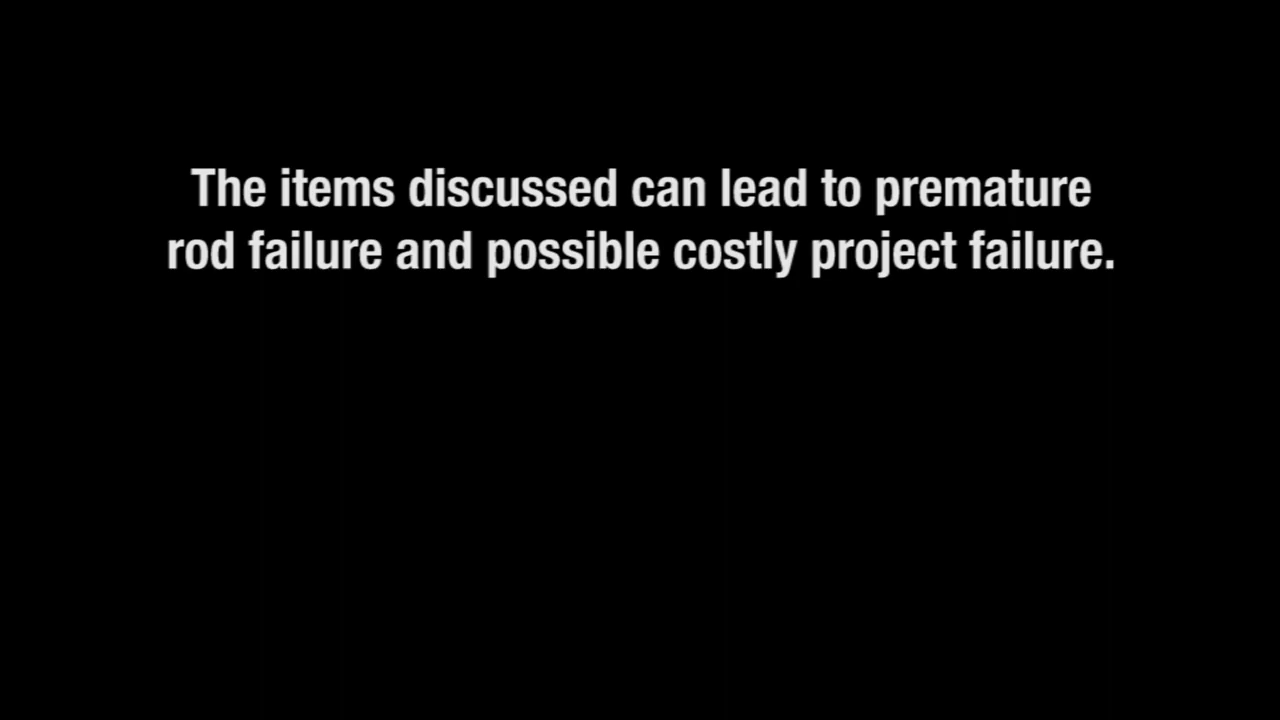 The items discussed can lead to premature
rod failure and possible costly project failure.